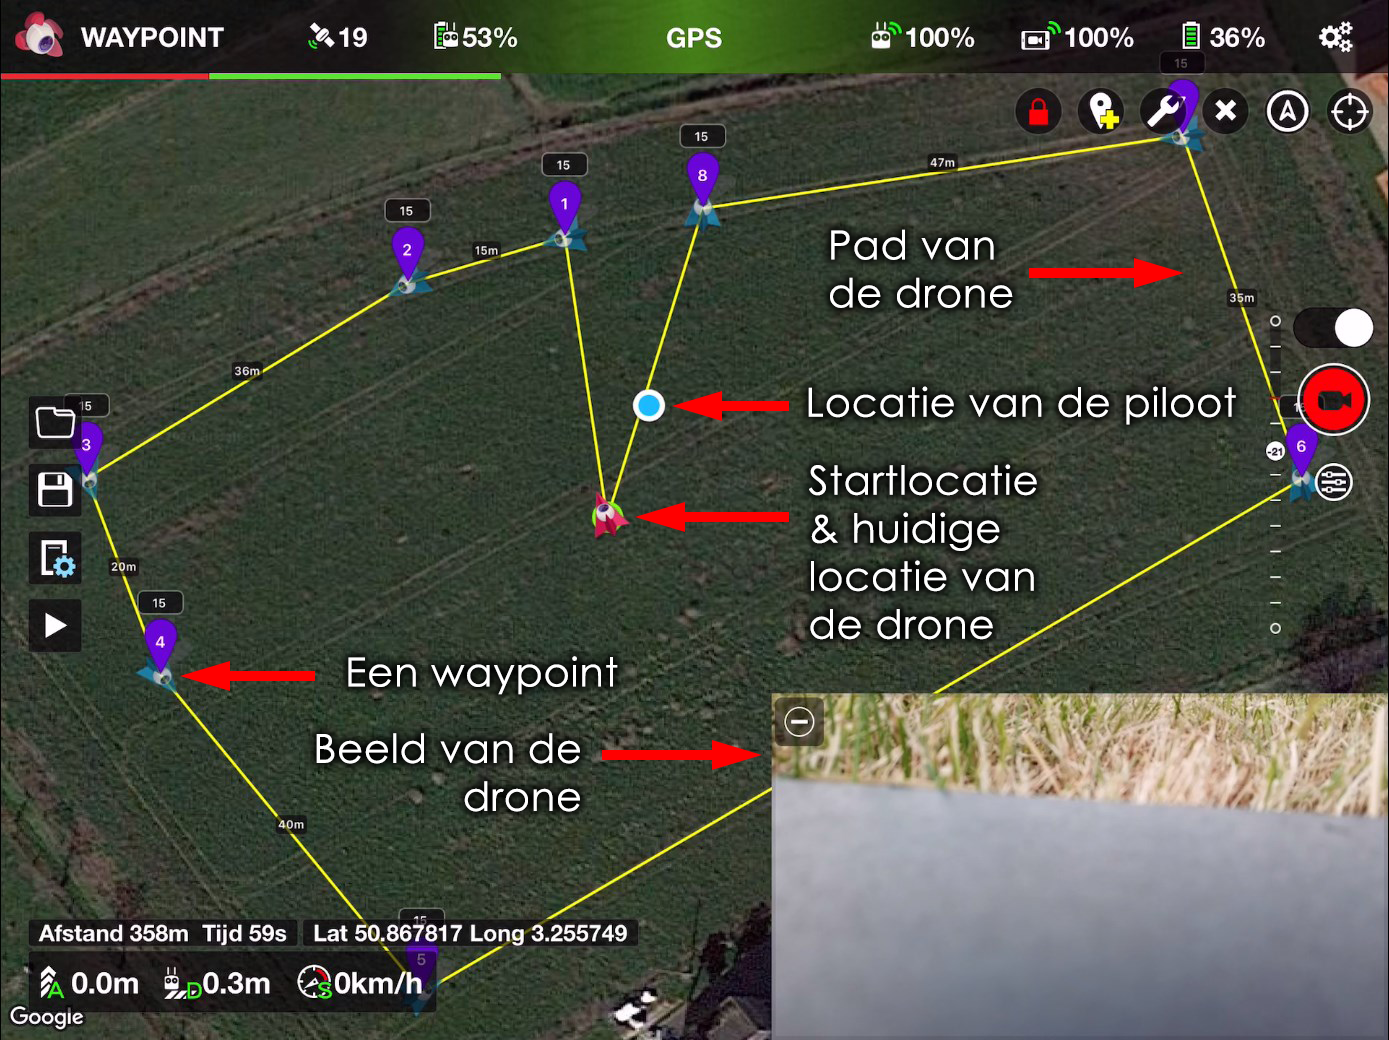 WAYPOINT
19
53%
GPS
100%
100%
36%
15
15
8
15
1
15
2
47m
15m
Pad van
de drone
35m
36m
Locatie van de piloot
15
3
6
-21
Startlocatie
& huidige
locatie van
de drone
20m
15
4
Een waypoint
Beeld van de
drone
40m
15
5
Afstand 358m Tijd 59s
Lat 50.867817 Long 3.255749
A 0.0m
D 0.3m
S 0km/h
Google